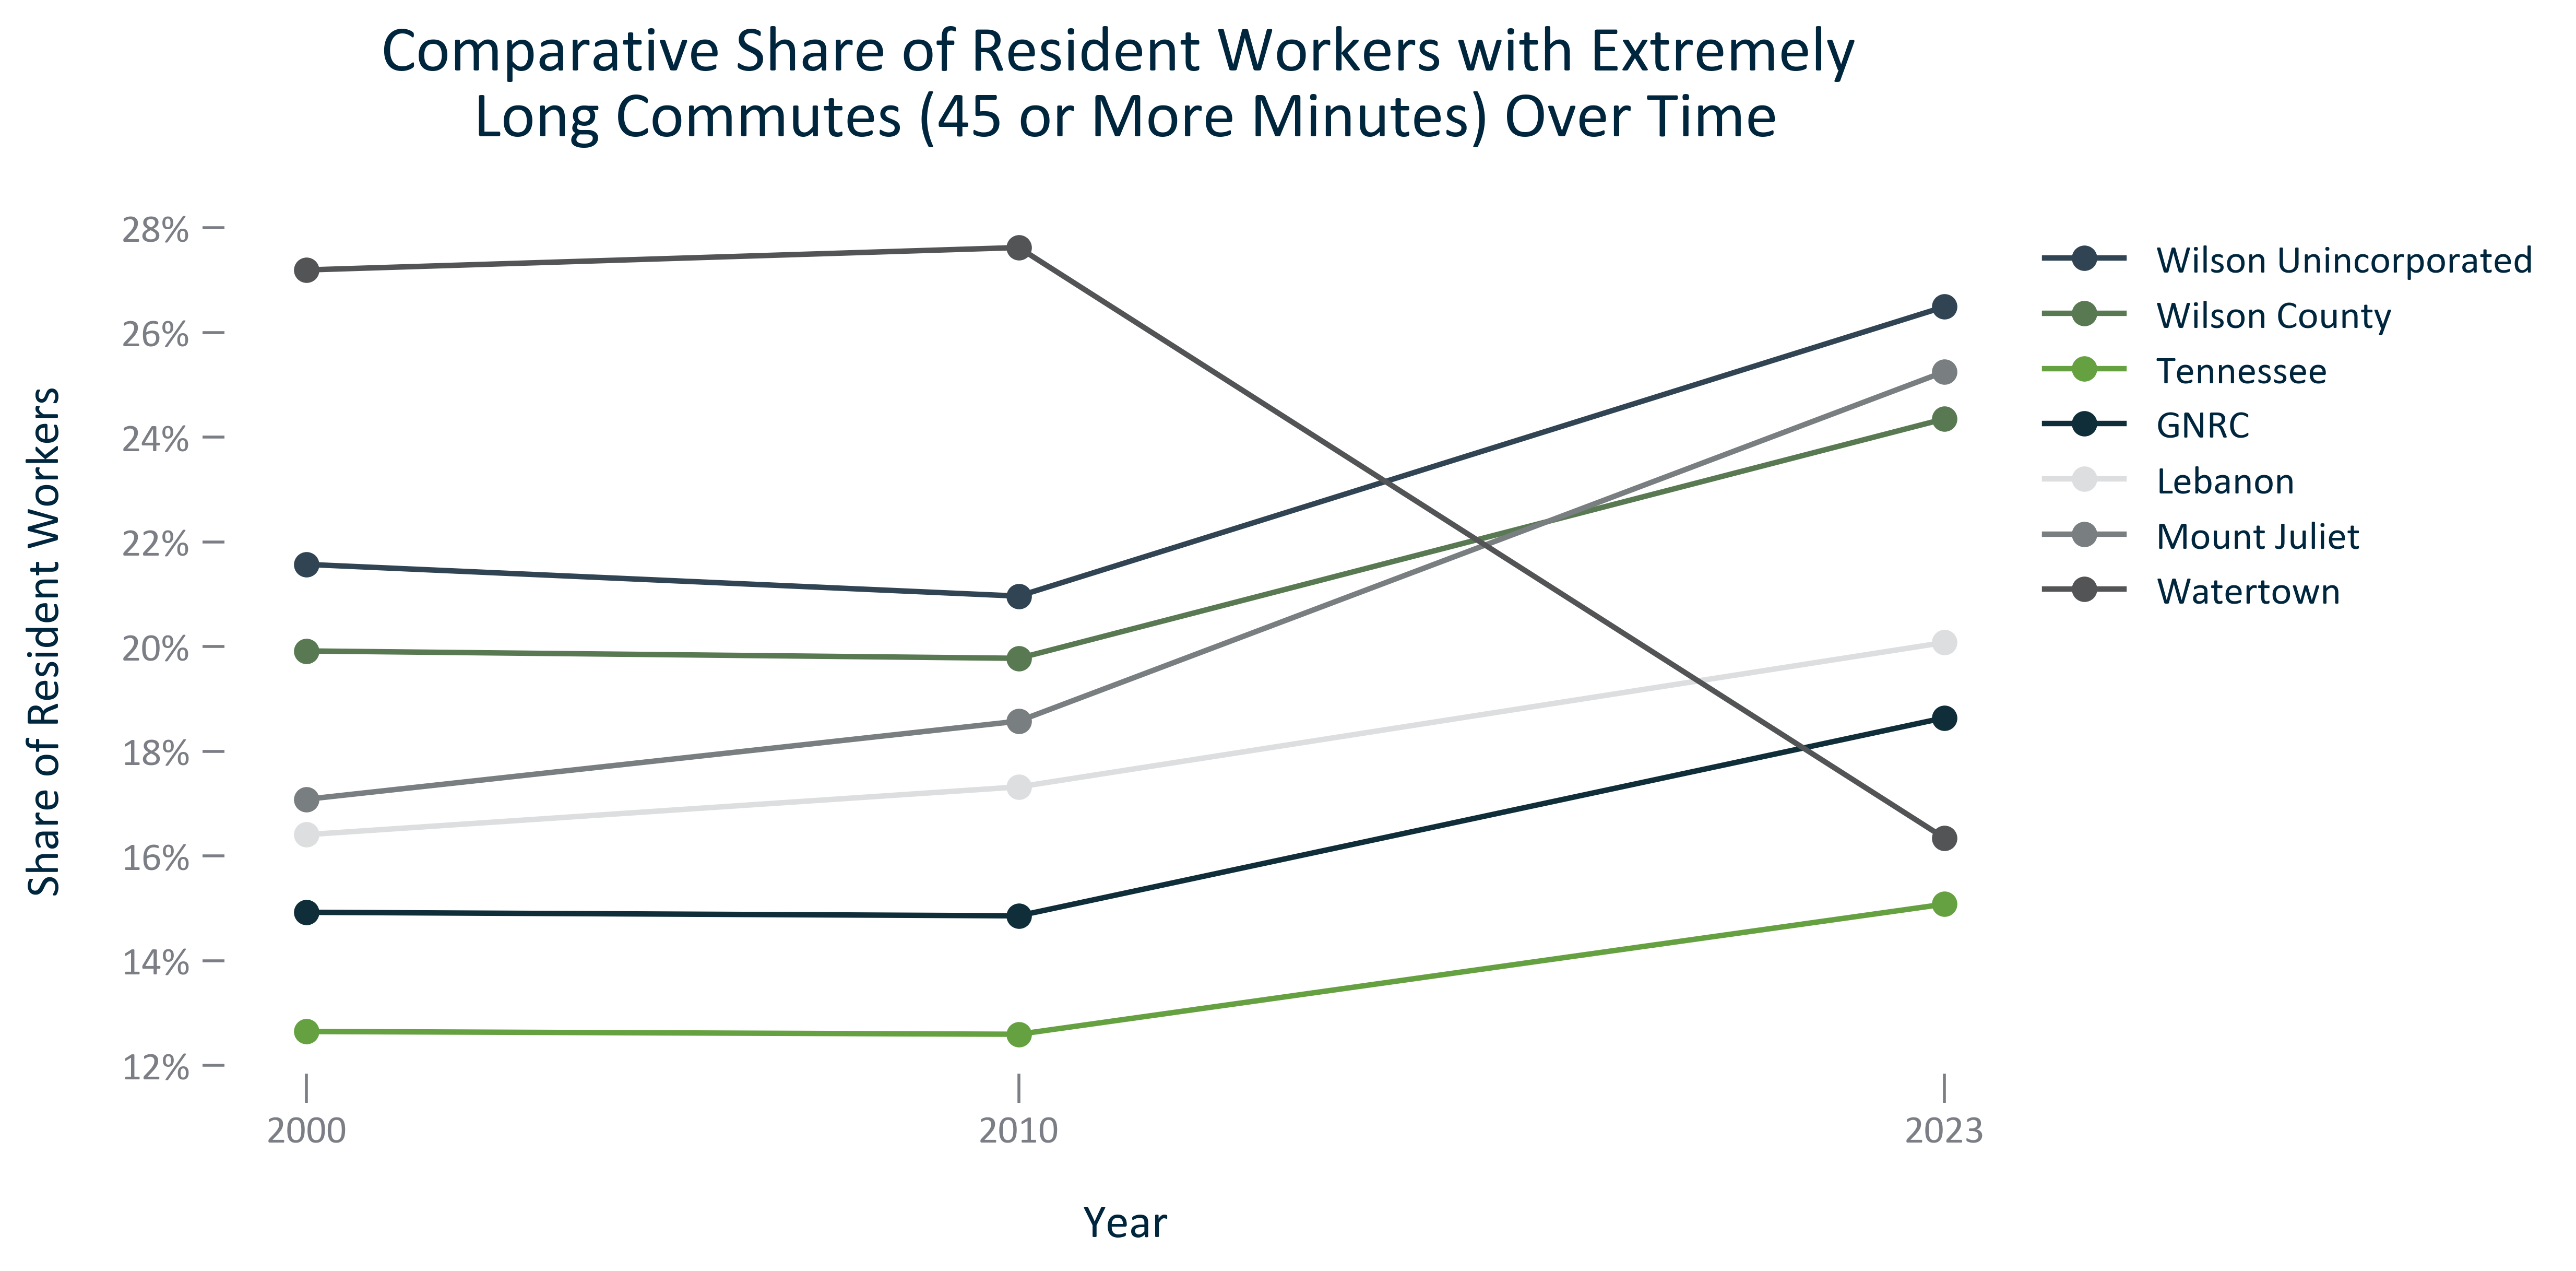 Comparative Share of Resident Workers with Extremely
Long Commutes (45 or More Minutes) Over Time
Share of Resident Workers
28%
26%
24%
22%
20%
18%
16%
14%
12%
2000
2010
2023
Year
Wilson Unincorporated
Wilson County
Tennessee
GNRC
Lebanon
Mount Juliet
Watertown